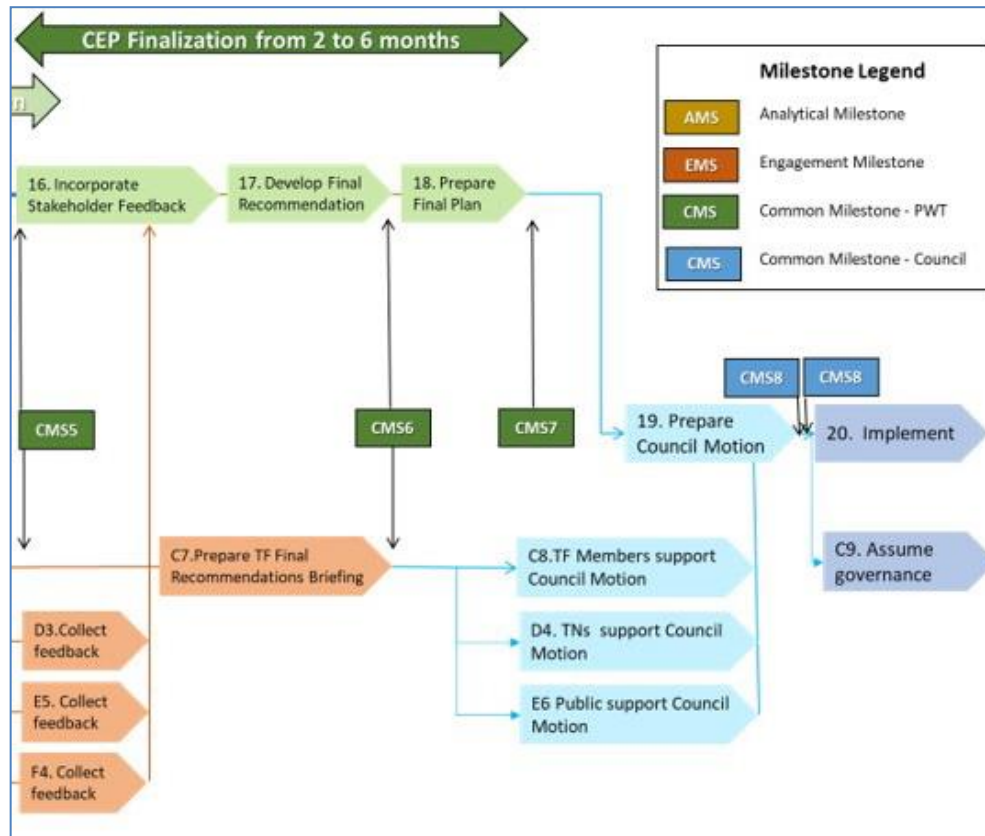 CEP Finalization from 2 to 6 months
n
Milestone Legend
AMS
Analytical Milestone
EMS
Engagement Milestone
CMS
Common Milestone - PWT
CMS
Common Milestone - Council
16. Incorporate
Stakeholder Feedback
17. Develop Final
Recommendation
18. Prepare
Final Plan
CMS5
CMS6
CMS7
CMS8
CMS8
19. Prepare
Council Motion
20. Implement
C7.Prepare TF Final
Recommendations Briefing
C8.TF Members support
Council Motion
C9. Assume
governance
D3.Collect
feedback
D4. TNs support Council
Motion
E5. Collect
feedback
E6 Public support Council
Motion
F4. Collect
feedback